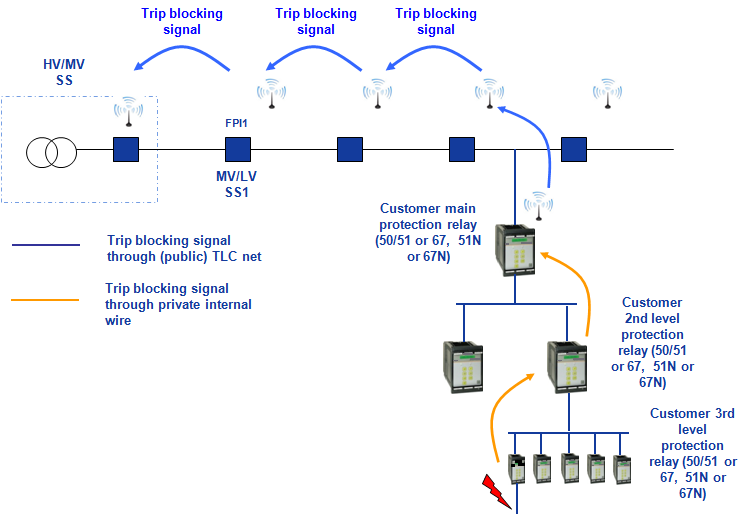 Trip blocking
signal
Trip blocking
signal
Trip blocking
signal
HV/MV
SS
FPI1
MV/LV
SS1
Customer main
protection relay
(50/51 or 67, 51N
or 67N)
Trip blocking signal
through (public) TLC net
Trip blocking signal
through private internal
wire
Customer
2nd level
protection
relay (50/51
or 67, 51N or
67N)
Customer 3rd
level
protection
relay (50/51 or
67, 51N or
67N)